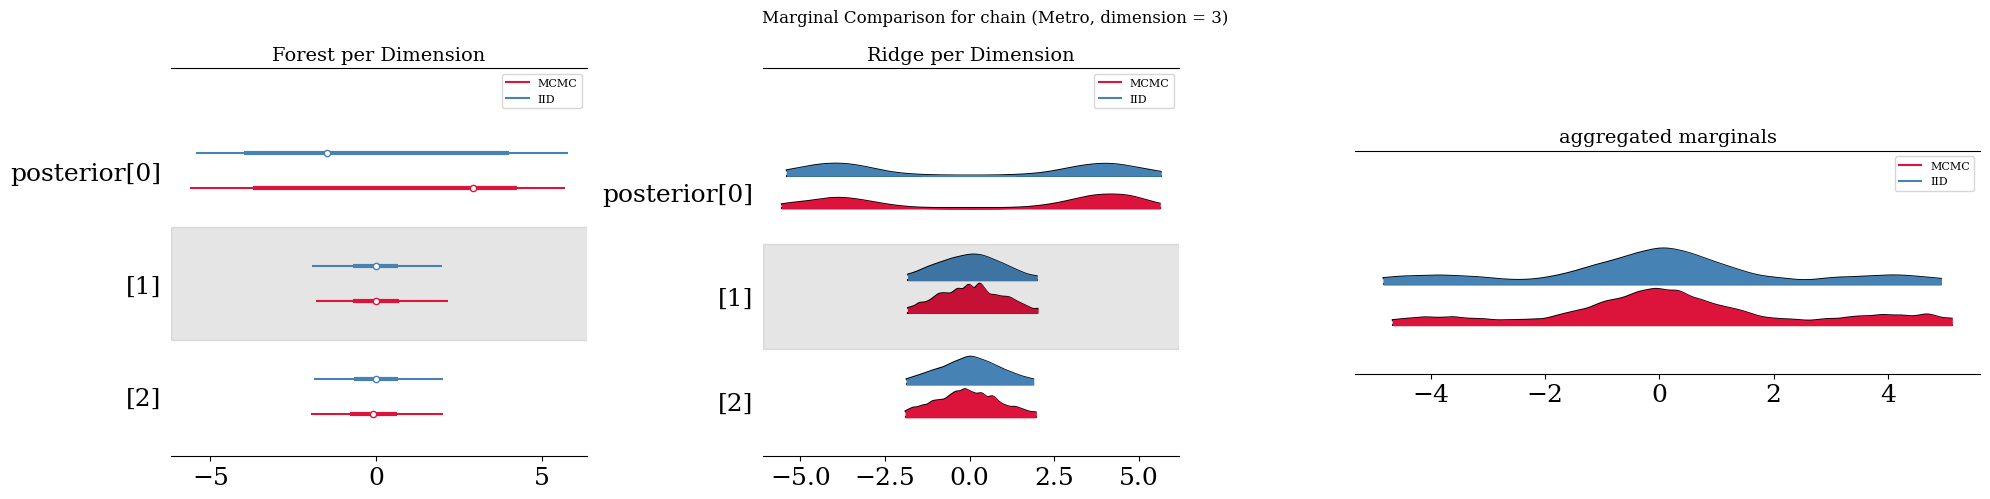 Marginal Comparison for chain (Metro, dimension = 3)
Forest per Dimension
MCMC
IID
posterior[0]
[1]
[2]
−5 0 5
Ridge per Dimension
MCMC
IID
posterior[0]
[1]
[2]
−5.0 −2.5 0.0 2.5 5.0
aggregated marginals
MCMC
IID
−4 −2 0 2 4